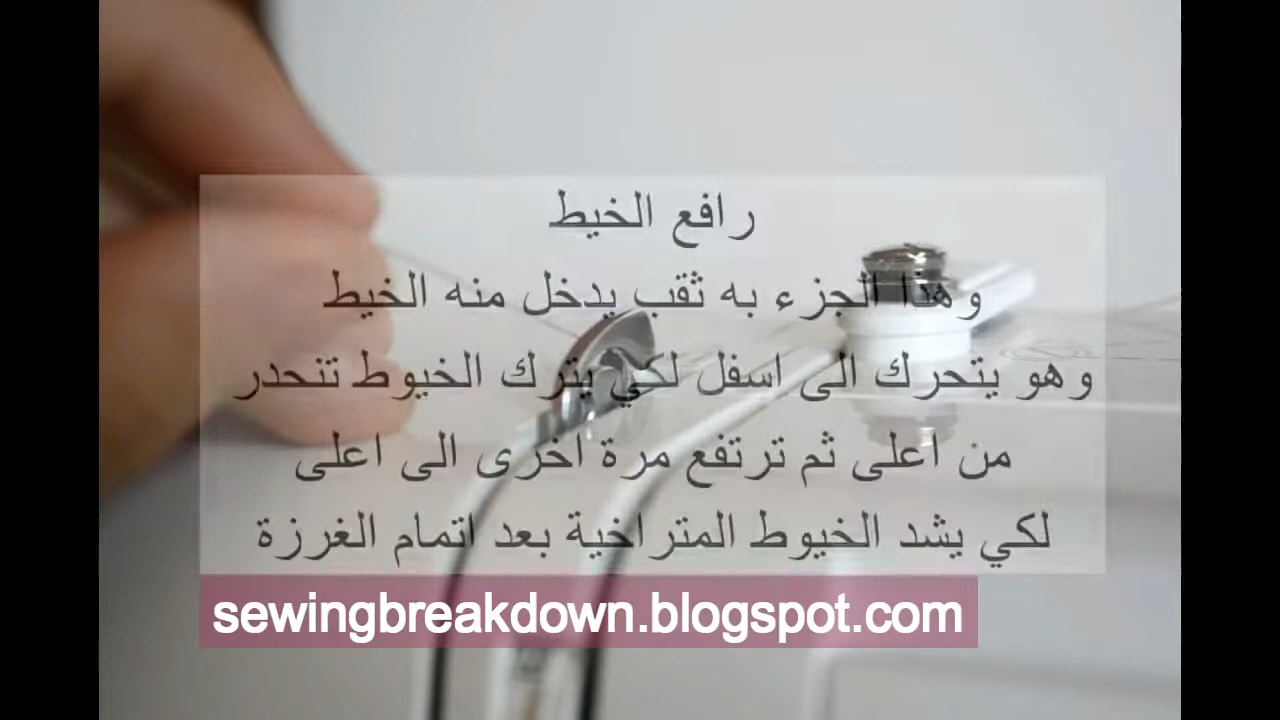 رافع الخيط
وهذا الجزء به ثقب يدخل منه الخيط
وهو يتحرك الى اسفل لكي يترك الخيوط تنحدر
من اعلى ثم ترتفع مرة اخرى الى اعلى
لكي يشد الخيوط المتراخية بعد اتمام الغرزة
sewingbreakdown.blogspot.com